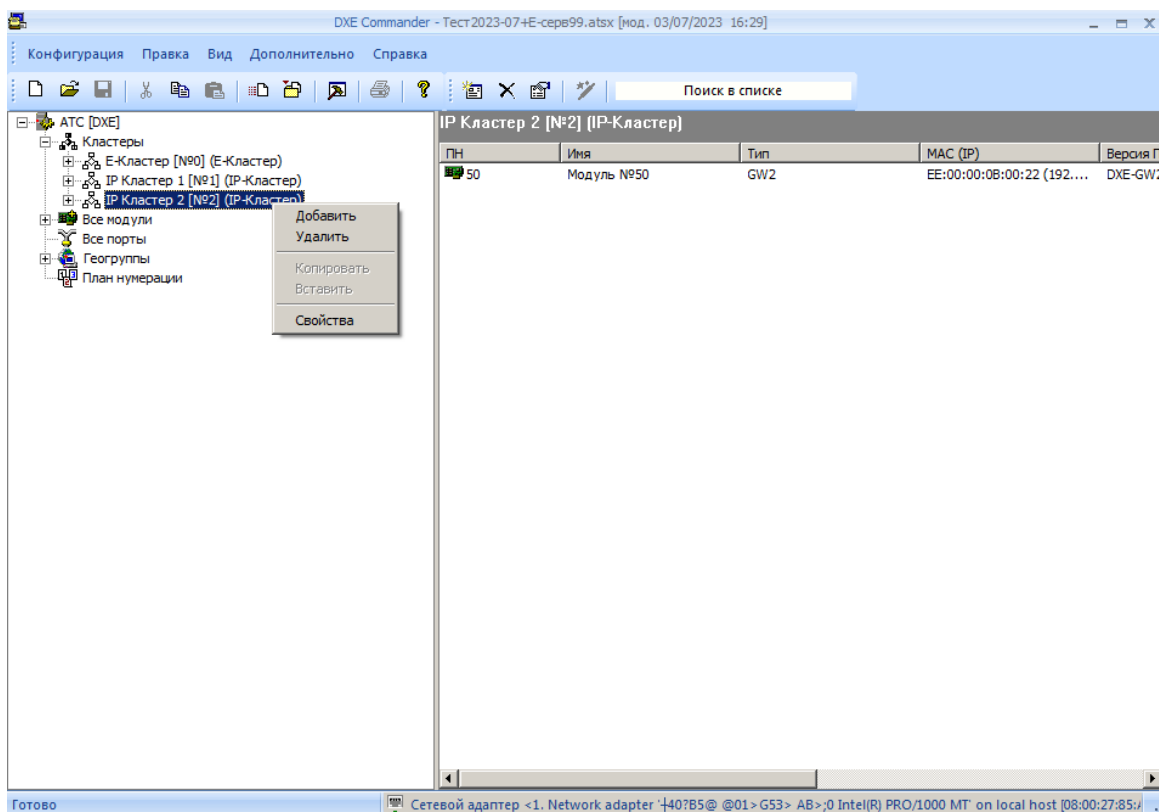 DXE Commander - Тест2023-07+Е-серв99.atsx [мод. 03/07/2023 16:29]
Конфигурация Правка Вид Дополнительно Справка
Поиск в списке
АТС [DXE]
Кластеры
Е-Кластер [№0] (Е-Кластер)
IP Кластер 1 [№1] (IP-Кластер)
IP Кластер 2 [№2] (IP-Кластер)
Все модули
Все порты
Геогруппы
План нумерации
Добавить
Удалить
Копировать
Вставить
Свойства
IP Кластер 2 [№2] (IP-Кластер)
ПН Имя Тип MAC (IP) Версия П
50 Модуль №50 GW2 EE:00:00:0B:00:22 (192.... DXE-GW2
Готово
Сетевой адаптер <1. Network adapter '┤40?B5@ @01>G53> AB>;0 Intel(R) PRO/1000 MT' on local host [08:00:27:85: